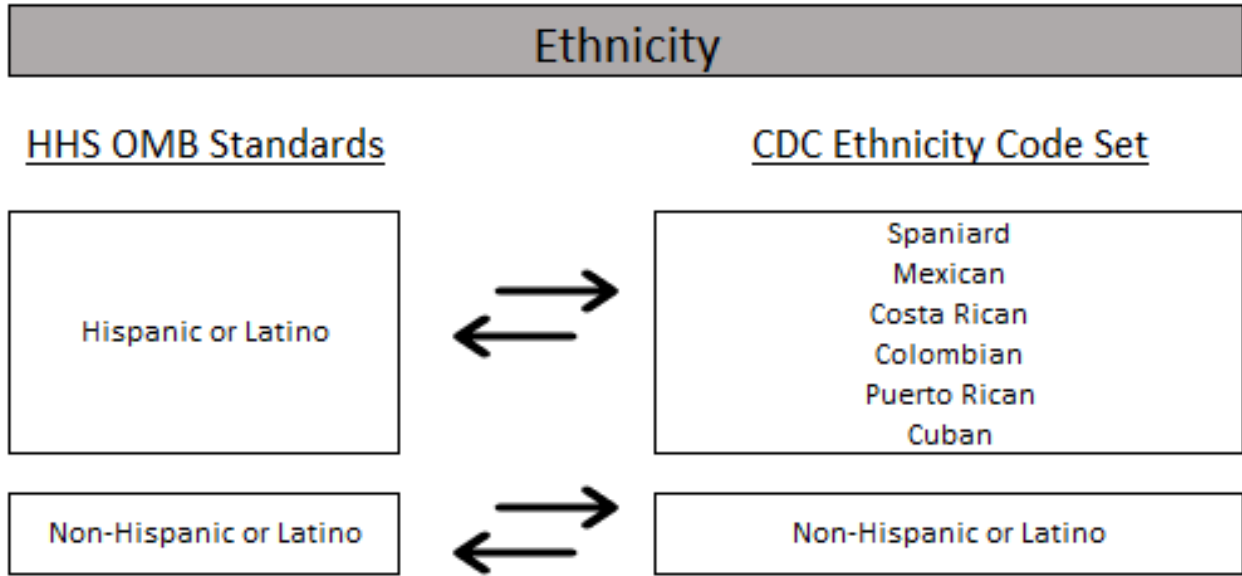 Ethnicity
HHS OMB Standards
CDC Ethnicity Code Set
Hispanic or Latino
Spaniard
Mexican
Costa Rican
Colombian
Puerto Rican
Cuban
Non-Hispanic or Latino
Non-Hispanic or Latino